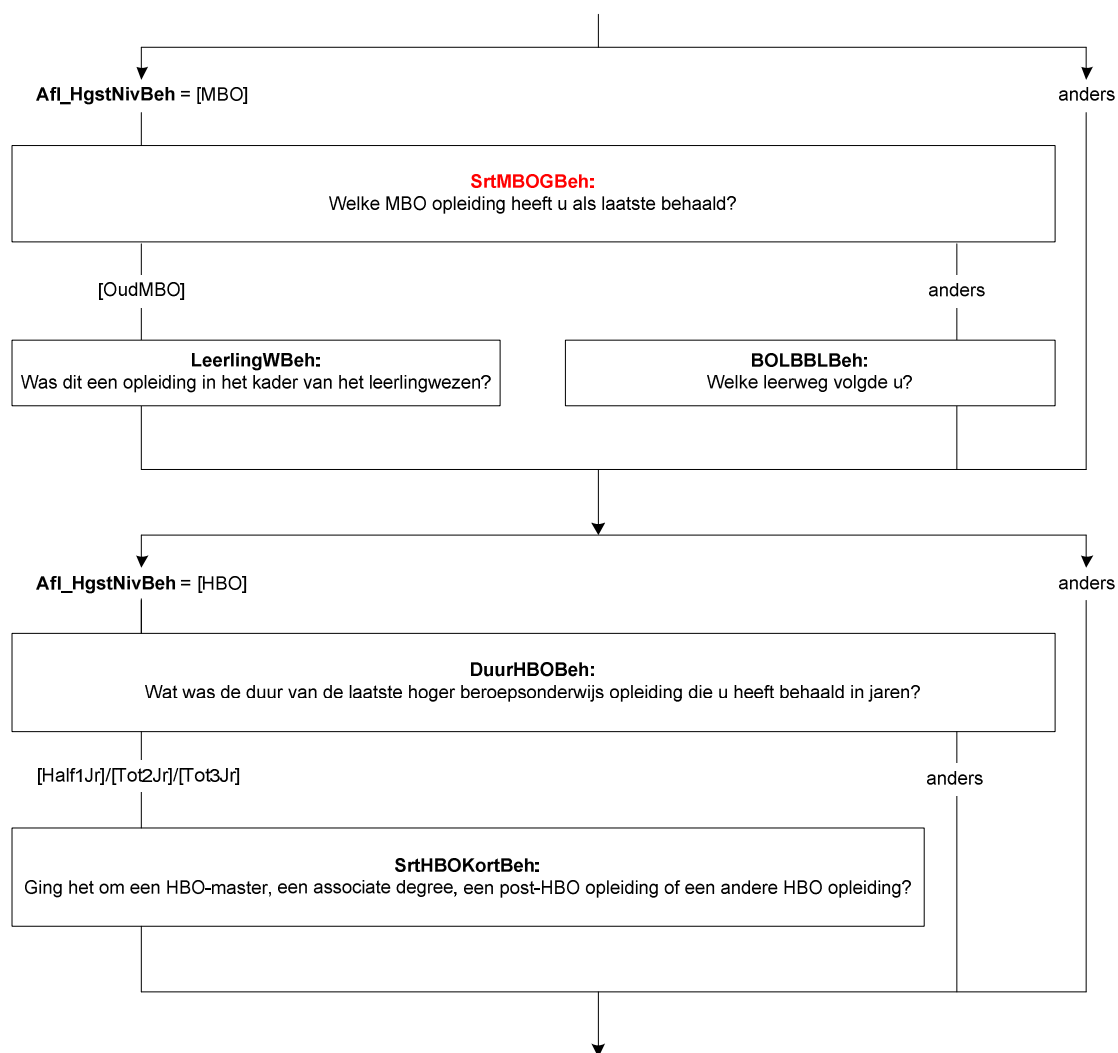 Afl_HgstNivBeh = [MBO]
anders
SrtMBOGBeh:
Welke MBO opleiding heeft u als laatste behaald?
[OudMBO]
anders
LeerlingWBeh:
Was dit een opleiding in het kader van het leerlingwezen?
BOLBBLBeh:
Welke leerweg volgde u?
Afl_HgstNivBeh = [HBO]
anders
DuurHBOBeh:
Wat was de duur van de laatste hoger beroepsonderwijs opleiding die u heeft behaald in jaren?
[Half1Jr]/[Tot2Jr]/[Tot3Jr]
anders
SrtHBOKortBeh:
Ging het om een HBO-master, een associate degree, een post-HBO opleiding of een andere HBO opleiding?